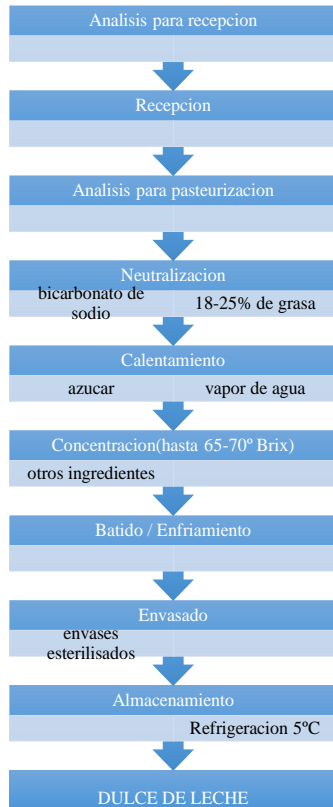 Analisis para recepcion
Recepcion
Analisis para pasteurizacion
Neutralizacion
bicarbonato de
sodio
18-25% de grasa
Calentamiento
azucar
vapor de agua
Concentracion(hasta 65-70º Brix)
otros ingredientes
Batido / Enfriamiento
Envasado
envases
esterilisados
Almacenamiento
Refrigeracion 5ºC
DULCE DE LECHE